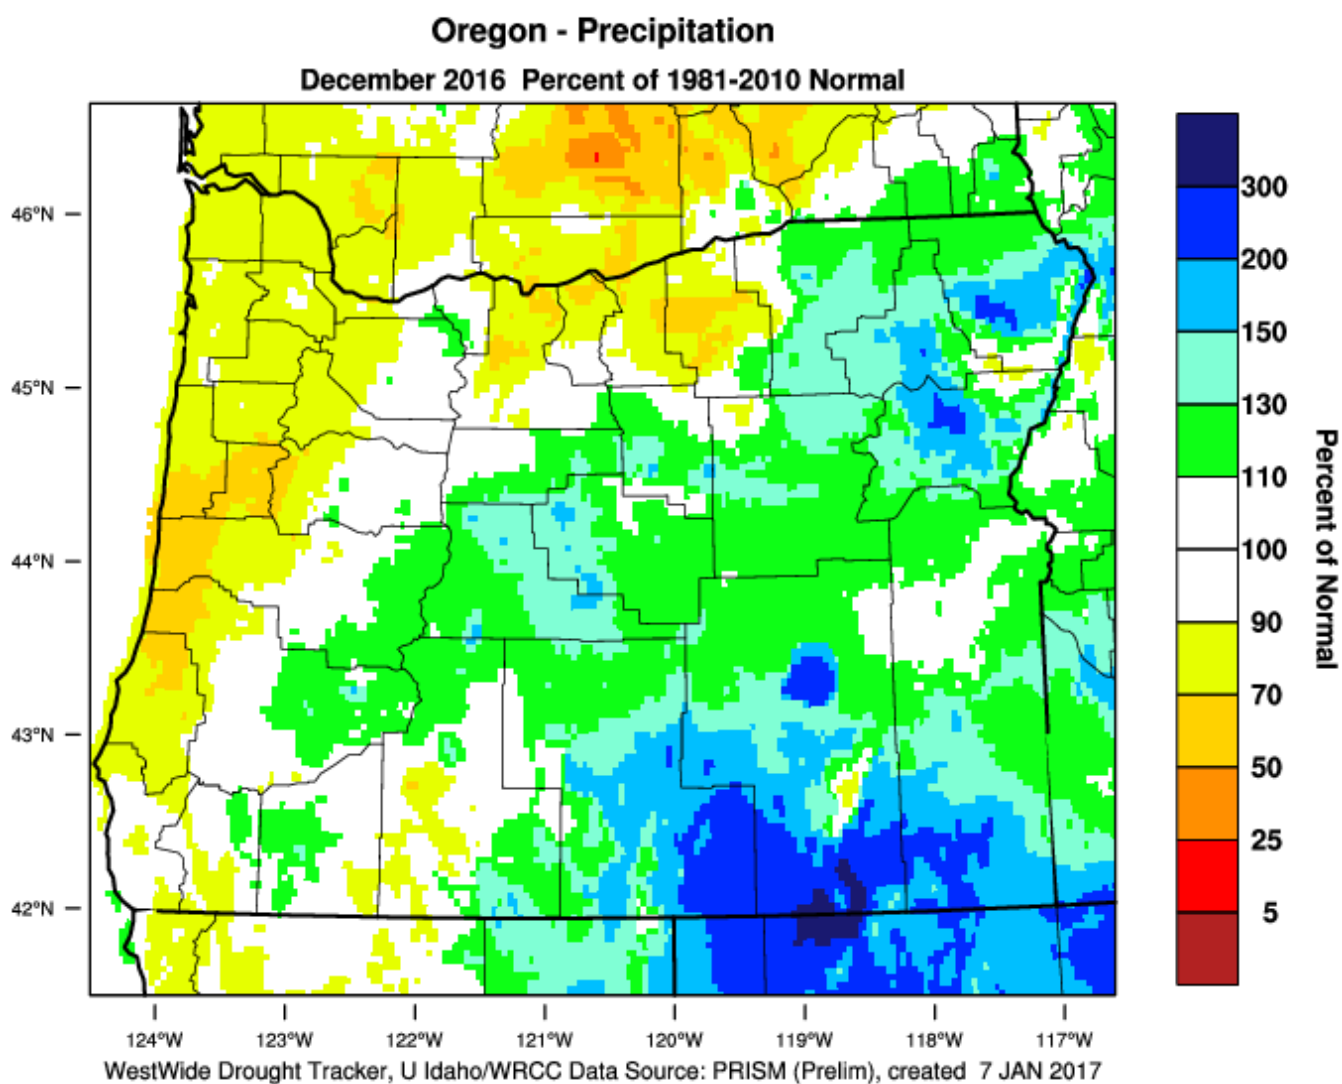 Oregon - Precipitation
December 2016  Percent of 1981-2010 Normal
46°N
45°N
44°N
43°N
42°N
124°W 123°W 122°W 121°W 120°W 119°W 118°W 117°W
300
200
150
130
110
100
90
70
50
25
5
Percent of Normal
WestWide Drought Tracker, U Idaho/WRCC Data Source: PRISM (Prelim), created  7 JAN 2017